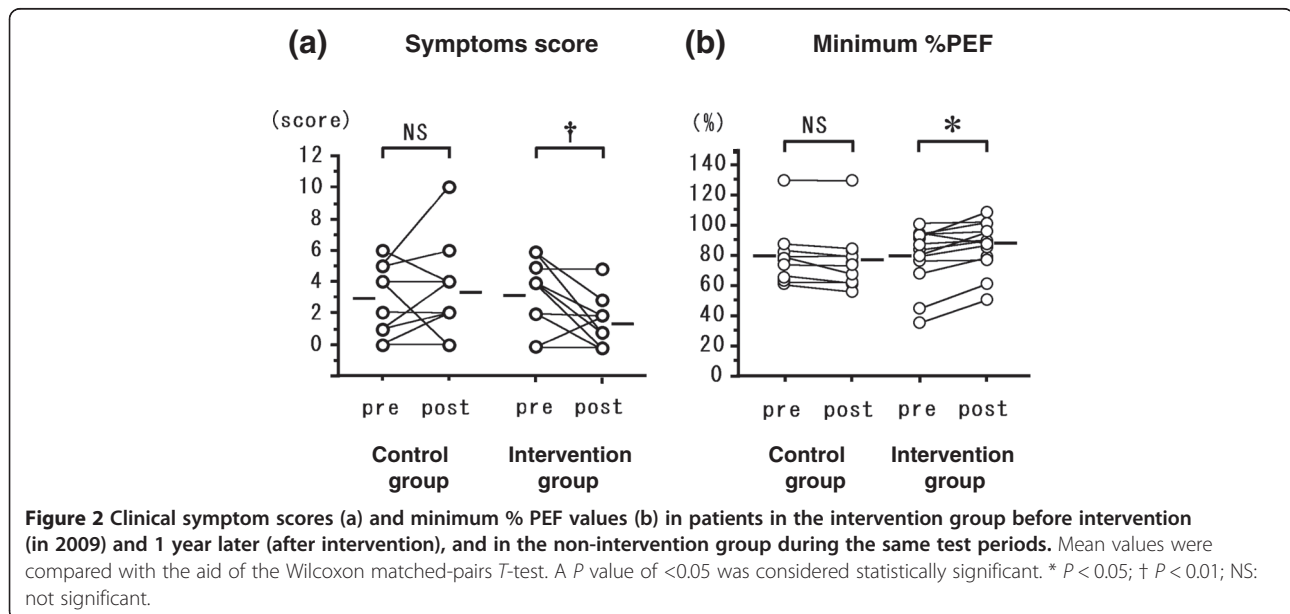 (a) Symptoms score
(b) Minimum %PEF
(score)
NS
†
12
10
8
6
4
2
0
pre post pre post
Control group
Intervention group
(%)
NS
*
140
120
100
80
60
40
20
0
pre post pre post
Control group
Intervention group
Figure 2 Clinical symptom scores (a) and minimum % PEF values (b) in patients in the intervention group before intervention
(in 2009) and 1 year later (after intervention), and in the non-intervention group during the same test periods. Mean values were
compared with the aid of the Wilcoxon matched-pairs T-test. A P value of <0.05 was considered statistically significant. * P < 0.05; † P < 0.01; NS:
not significant.